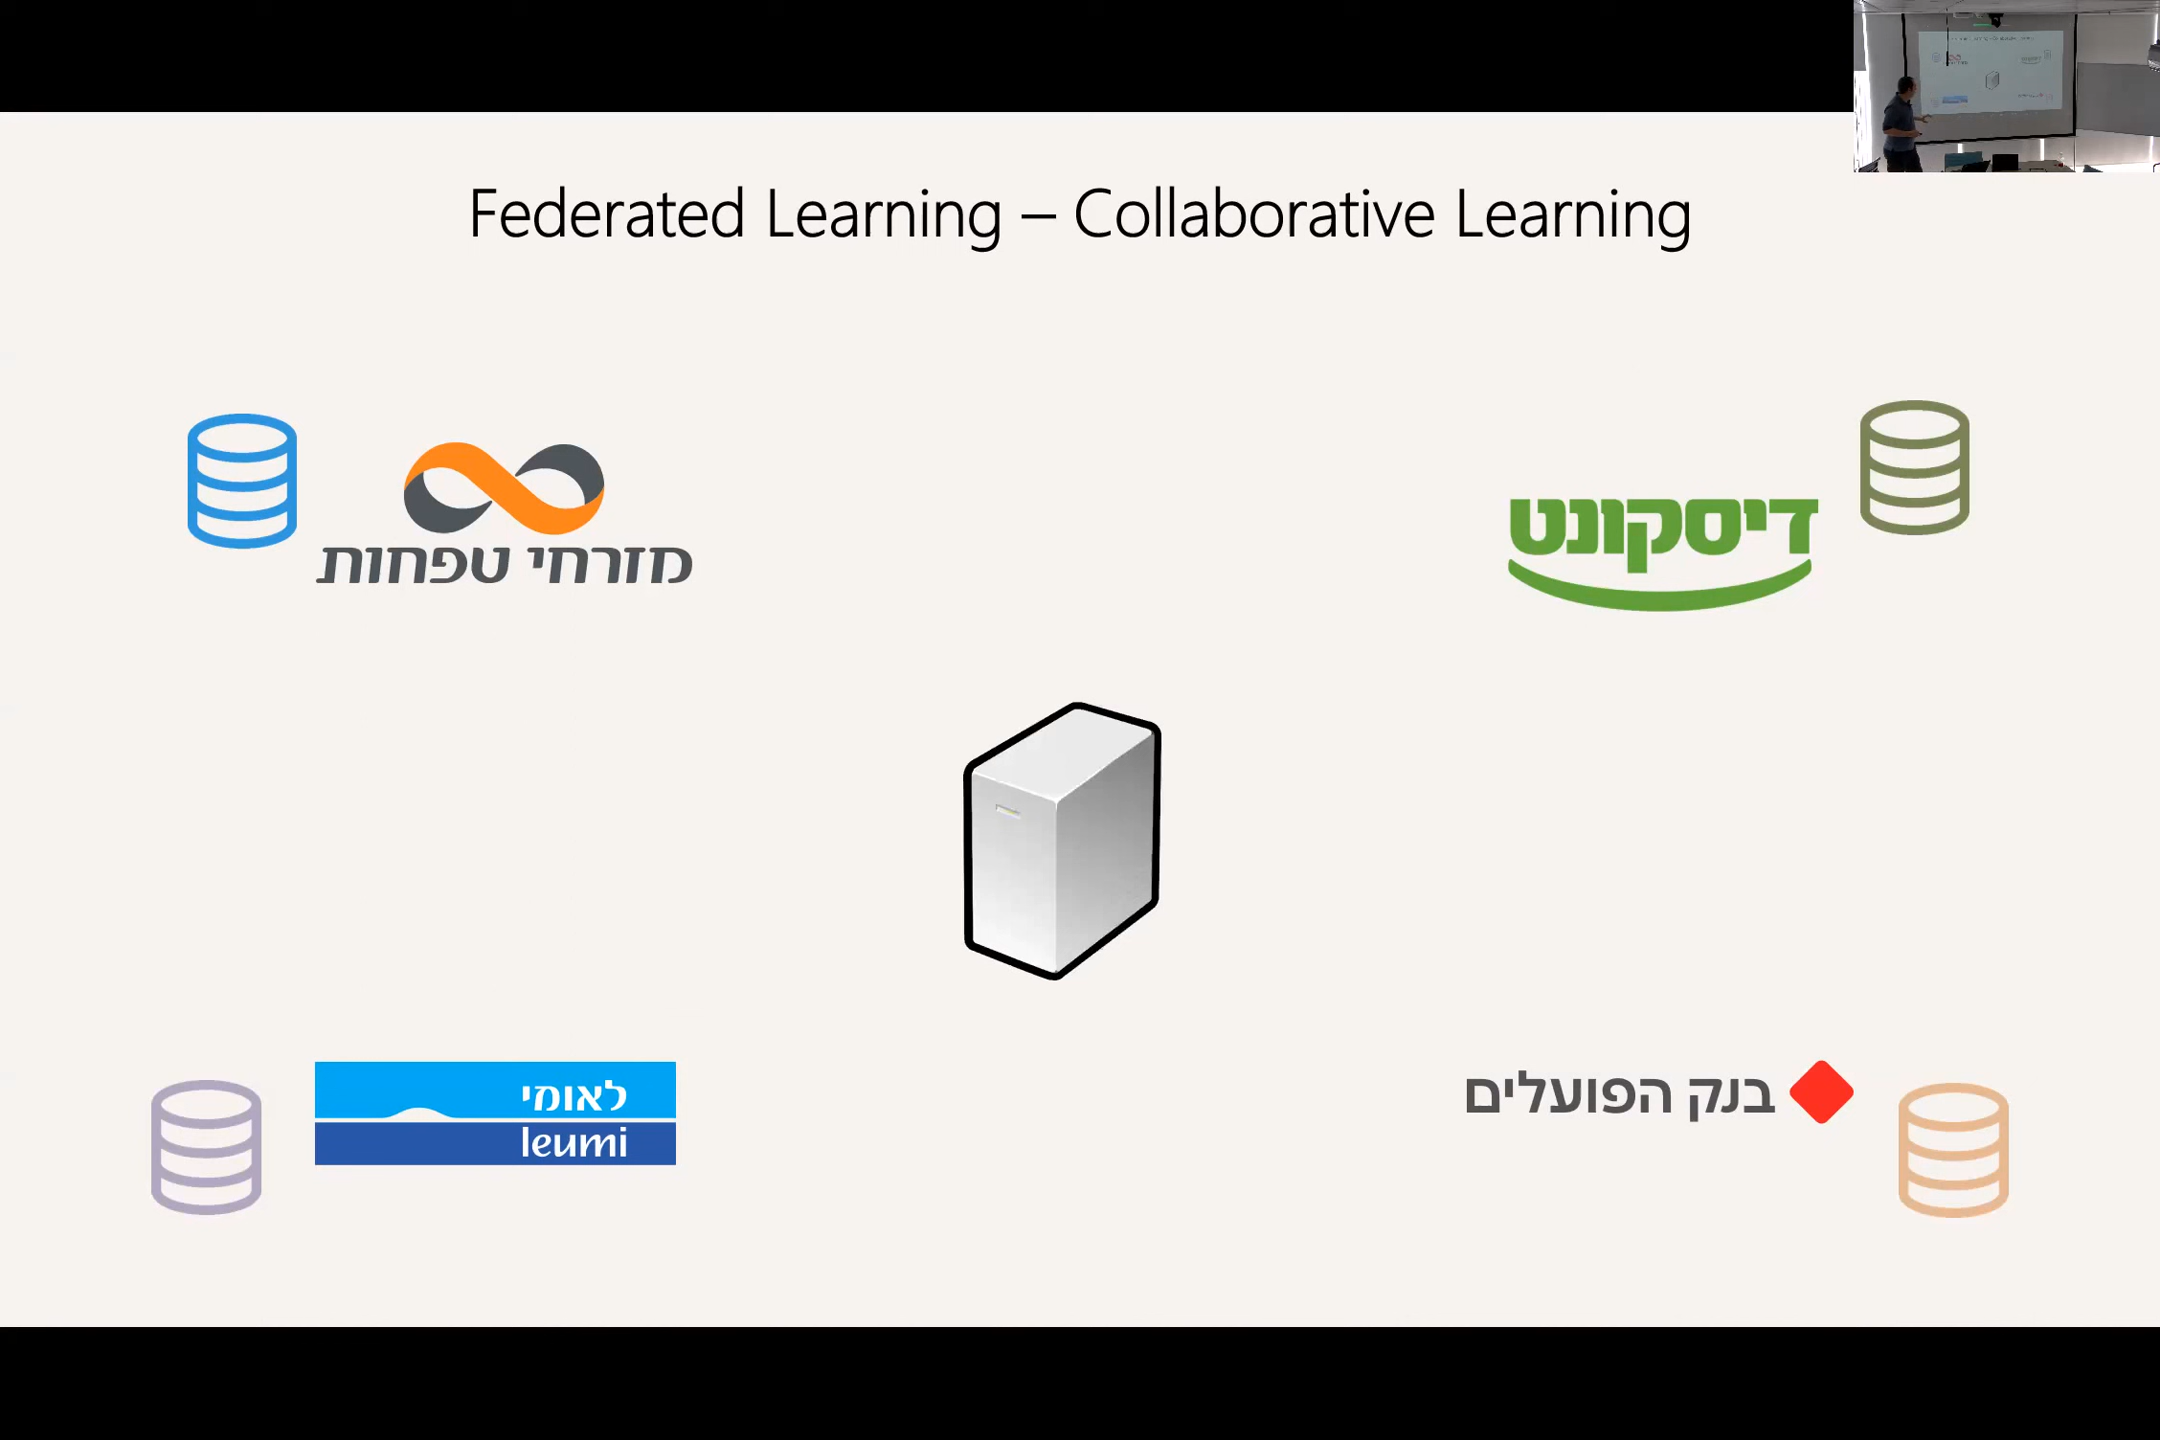 Federated Learning – Collaborative Learning
מזרחי טפחות
דיסקונט
לאומי
leumi
בנק הפועלים